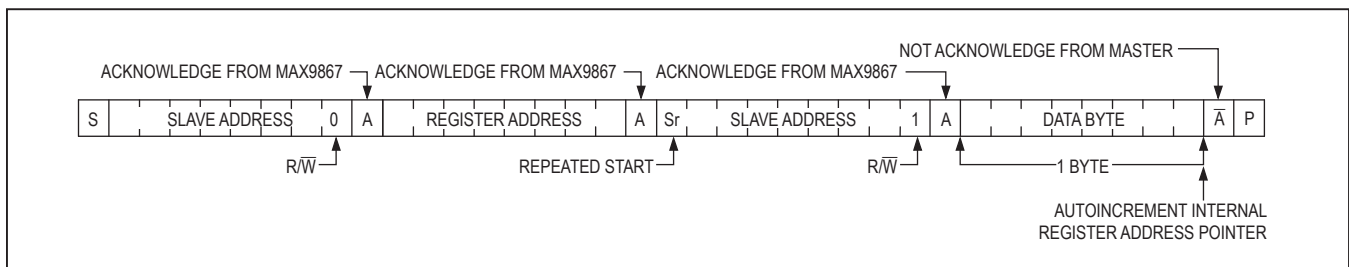 NOT ACKNOWLEDGE FROM MASTER
ACKNOWLEDGE FROM MAX9867 ACKNOWLEDGE FROM MAX9867 ACKNOWLEDGE FROM MAX9867
S SLAVE ADDRESS 0 A REGISTER ADDRESS A Sr SLAVE ADDRESS 1 A DATA BYTE A̅ P
R/W̅ REPEATED START R/W̅ 1 BYTE
AUTOINCREMENT INTERNAL
REGISTER ADDRESS POINTER